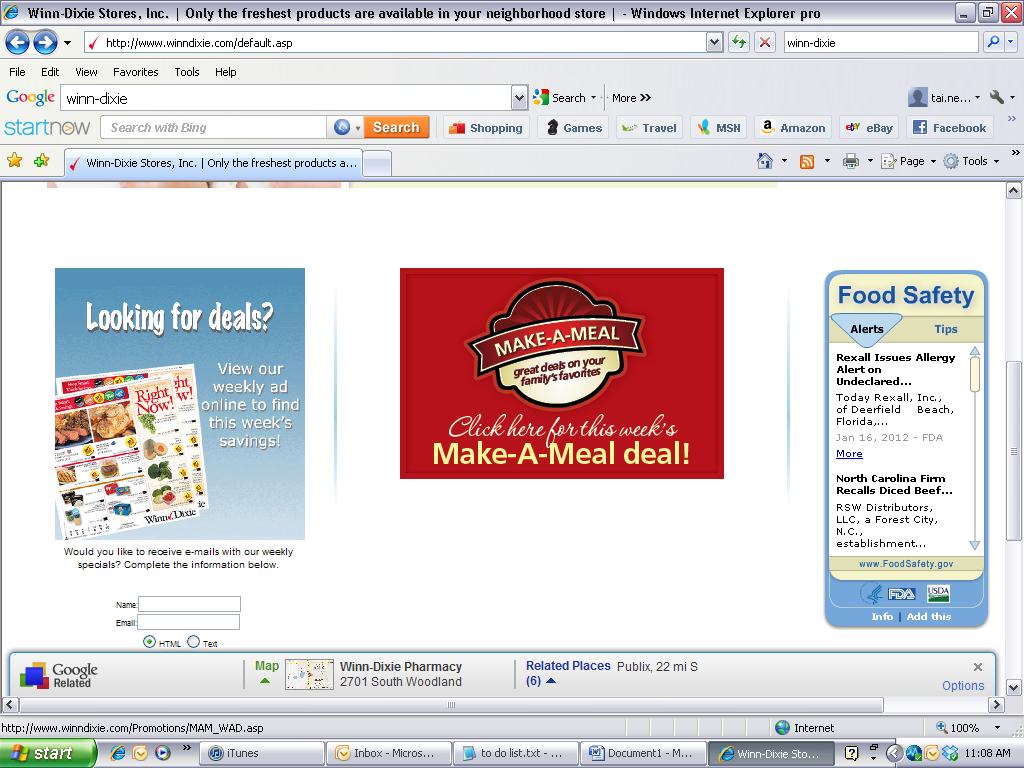 Winn-Dixie Stores, Inc. | Only the freshest products are available in your neighborhood store | - Windows Internet Explorer pro
http://www.winndixie.com/default.asp
winn-dixie
File Edit View Favorites Tools Help
Google winn-dixie Search More >> tai.ne...
startnow Search with Bing Search Shopping Games Travel MSN Amazon eBay Facebook
Winn-Dixie Stores, Inc. | Only the freshest products a... Page Tools
Looking for deals?
View our
weekly ad
online to find
this week's
savings!
Right
Now!
Winn Dixie
Would you like to receive e-mails with our weekly
specials? Complete the information below.
Name:
Email:
HTML Text
MAKE-A-MEAL
great deals on your
family's favorites
Click here for this week's
Make-A-Meal deal!
Food Safety
Alerts Tips
Rexall Issues Allergy
Alert on
Undeclared...
Today Rexall, Inc.,
of Deerfield Beach,
Florida,...
Jan 16, 2012 - FDA
More
North Carolina Firm
Recalls Diced Beef...
RSW Distributors,
LLC, a Forest City,
N.C.,
establishment...
www.FoodSafety.gov
FDA USDA
Info | Add this
Google
Related
Map
Winn-Dixie Pharmacy
2701 South Woodland
Related Places Publix, 22 mi S
(6)
Options
http://www.winndixie.com/Promotions/MAM_WAD.asp Internet 100%
start iTunes Inbox - Micros... to do list.txt - ... Document1 - M... Winn-Dixie Sto... 11:08 AM